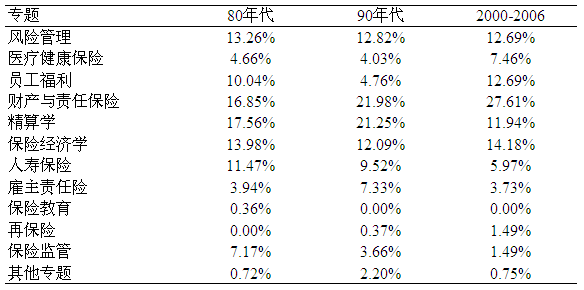 专题 80年代 90年代 2000-2006
风险管理 13.26% 12.82% 12.69%
医疗健康保险 4.66% 4.03% 7.46%
员工福利 10.04% 4.76% 12.69%
财产与责任保险 16.85% 21.98% 27.61%
精算学 17.56% 21.25% 11.94%
保险经济学 13.98% 12.09% 14.18%
人寿保险 11.47% 9.52% 5.97%
雇主责任险 3.94% 7.33% 3.73%
保险教育 0.36% 0.00% 0.00%
再保险 0.00% 0.37% 1.49%
保险监管 7.17% 3.66% 1.49%
其他专题 0.72% 2.20% 0.75%